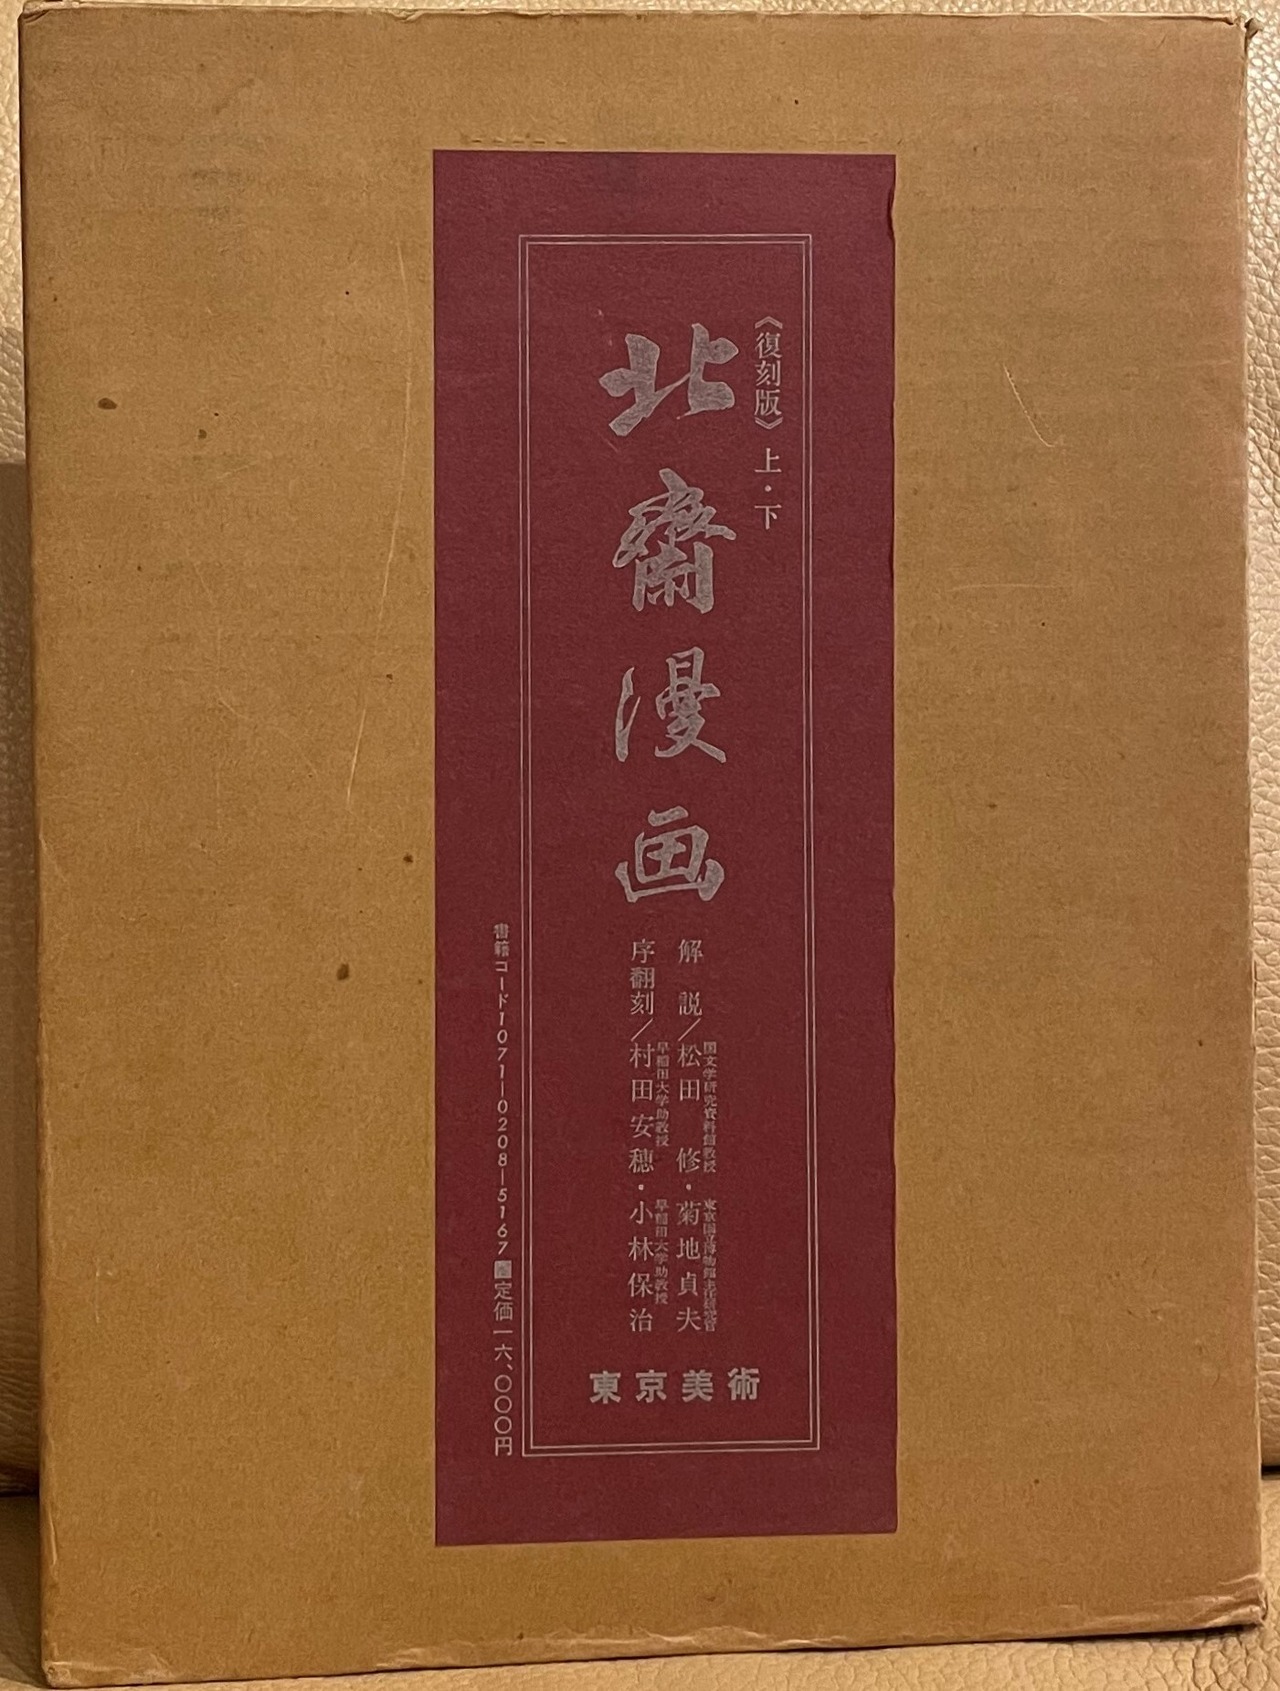 《復刻版》上・下
北齋漫画
国文学研究資料館教授 東京国立博物館主任研究官
解説／松田 修・菊地貞夫
早稲田大学助教授 早稲田大学助教授
序翻刻／村田安穂・小林保治
東京美術
書籍コード1071―0208―5167 定価一六、〇〇〇円